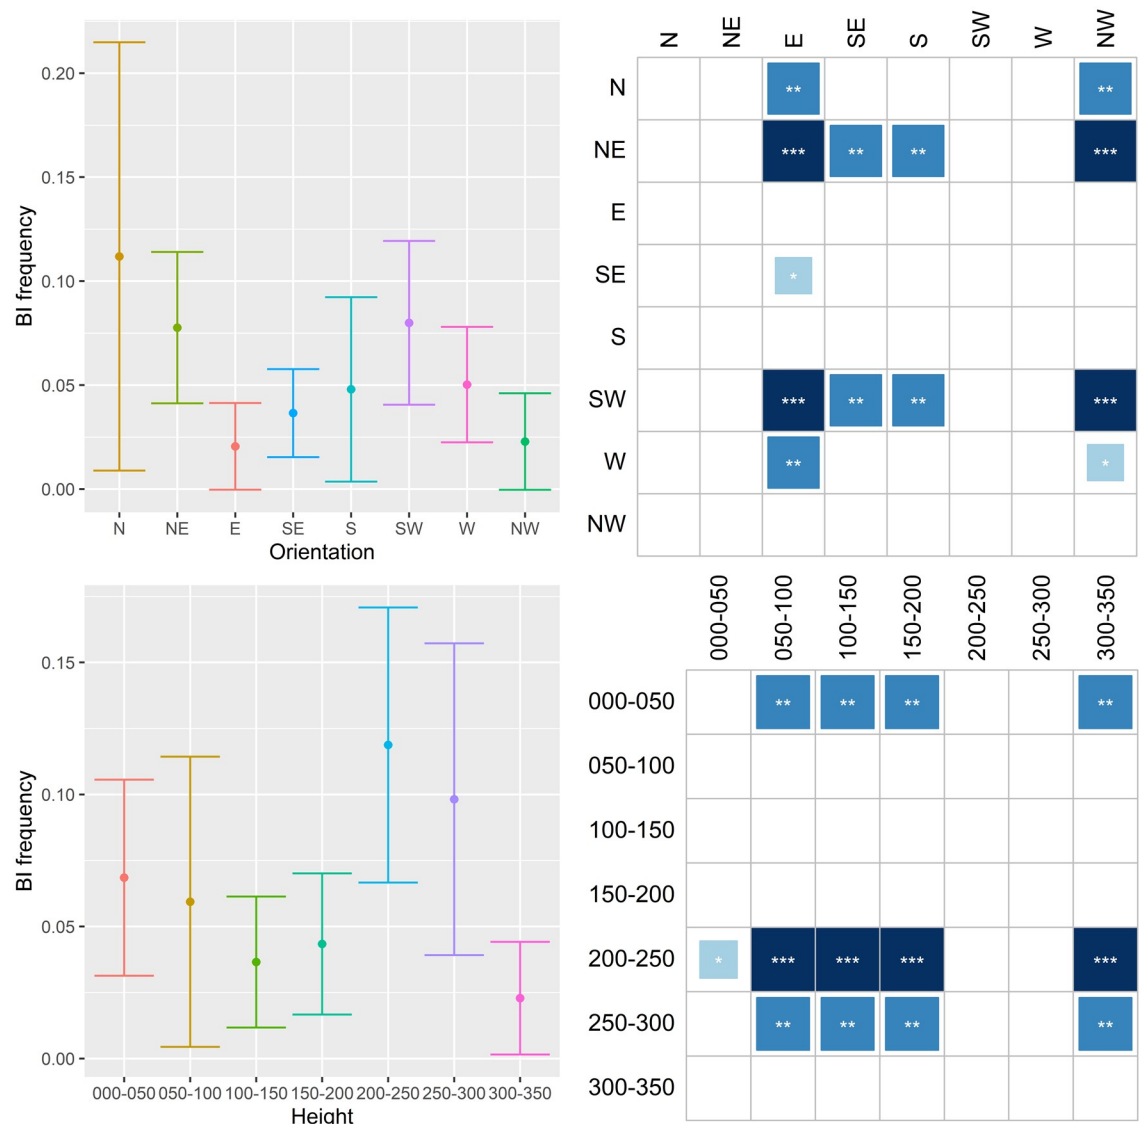 BI frequency
0.20
0.15
0.10
0.05
0.00
N NE E SE S SW W NW
Orientation
N NE E SE S SW W NW
N ** **
NE *** ** ** ***
E
SE *
S
SW *** ** ** ***
W ** *
NW
BI frequency
0.15
0.10
0.05
0.00
000-050 050-100 100-150 150-200 200-250 250-300 300-350
Height
000-050 050-100 100-150 150-200 200-250 250-300 300-350
000-050 ** ** ** **
050-100
100-150
150-200
200-250 * *** *** *** ***
250-300 ** ** ** **
300-350